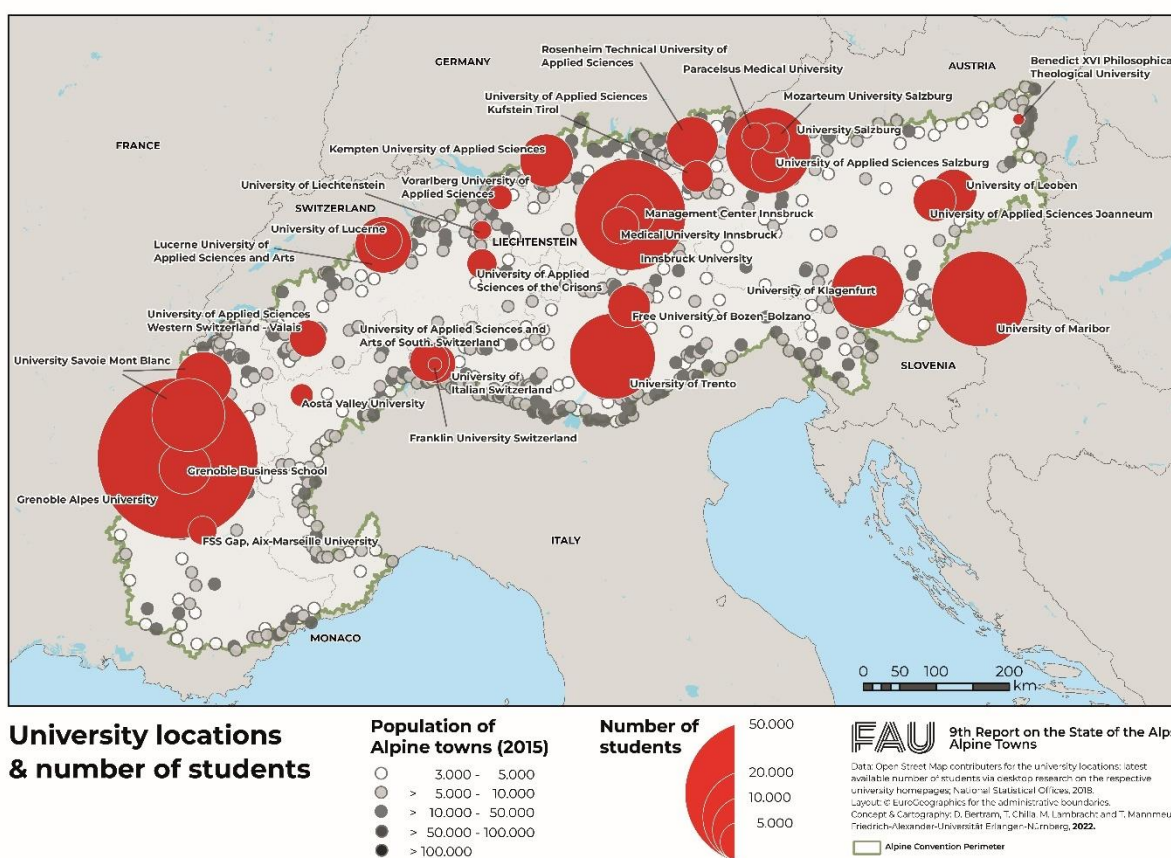 GERMANY
AUSTRIA
FRANCE
SWITZERLAND
LIECHTENSTEIN
SLOVENIA
ITALY
MONACO
Rosenheim Technical University of
Applied Sciences
Paracelsus Medical University
Benedict XVI Philosophica
Theological University
University of Applied Sciences
Kufstein Tirol
Mozarteum University Salzburg
University Salzburg
Kempten University of Applied Sciences
University of Applied Sciences Salzburg
University of Liechtenstein
Vorarlberg University of
Applied Sciences
University of Leoben
University of Applied Sciences Joanneum
University of Lucerne
Management Center Innsbruck
Medical University Innsbruck
Innsbruck University
Lucerne University of
Applied Sciences and Arts
University of Applied
Sciences of the Grisons
University of Klagenfurt
University of Applied Sciences
Western Switzerland - Valais
Free University of Bozen-Bolzano
University of Maribor
University of Applied Sciences and
Arts of South. Switzerland
University Savoie Mont Blanc
University of
Italian Switzerland
University of Trento
Aosta Valley University
Franklin University Switzerland
Grenoble Business School
Grenoble Alpes University
FSS Gap, Aix-Marseille University
0 50 100 200
km
University locations
& number of students
Population of
Alpine towns (2015)
3.000 - 5.000
> 5.000 - 10.000
> 10.000 - 50.000
> 50.000 - 100.000
> 100.000
Number of
students
50.000
20.000
10.000
5.000
FAU
9th Report on the State of the Alps
Alpine Towns
Data: Open Street Map contributers for the university locations; latest
available number of students via desktop research on the respective
university homepages; National Statistical Offices, 2018.
Layout: © EuroGeographics for the administrative boundaries.
Concept & Cartography: D. Bertram, T. Chilla, M. Lambracht and T. Mannmeu
Friedrich-Alexander-Universität Erlangen-Nürnberg, 2022.
Alpine Convention Perimeter